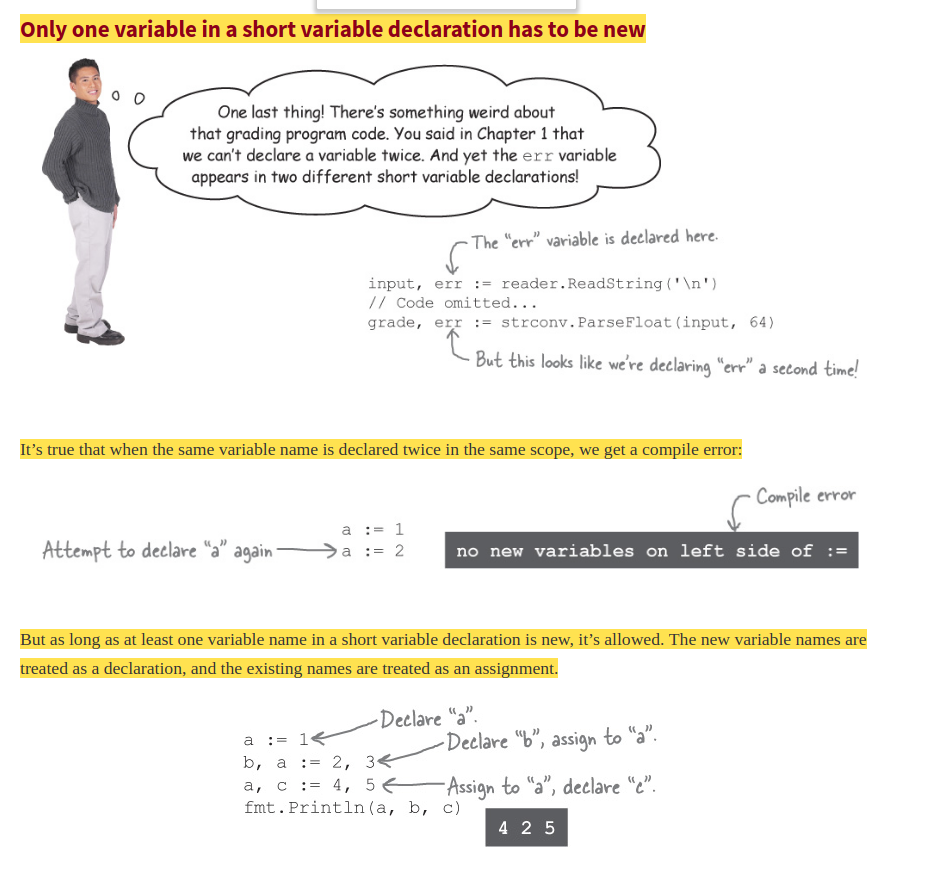 Only one variable in a short variable declaration has to be new
One last thing! There's something weird about
that grading program code. You said in Chapter 1 that
we can't declare a variable twice. And yet the err variable
appears in two different short variable declarations!
The "err" variable is declared here.
input, err := reader.ReadString('\n')
// Code omitted...
grade, err := strconv.ParseFloat(input, 64)
But this looks like we're declaring "err" a second time!
It's true that when the same variable name is declared twice in the same scope, we get a compile error:
Compile error
a := 1
Attempt to declare "a" again
a := 2
no new variables on left side of :=
But as long as at least one variable name in a short variable declaration is new, it's allowed. The new variable names are
treated as a declaration, and the existing names are treated as an assignment.
Declare "a".
a := 1
Declare "b", assign to "a".
b, a := 2, 3
a, c := 4, 5
Assign to "a", declare "c".
fmt.Println(a, b, c)
4 2 5